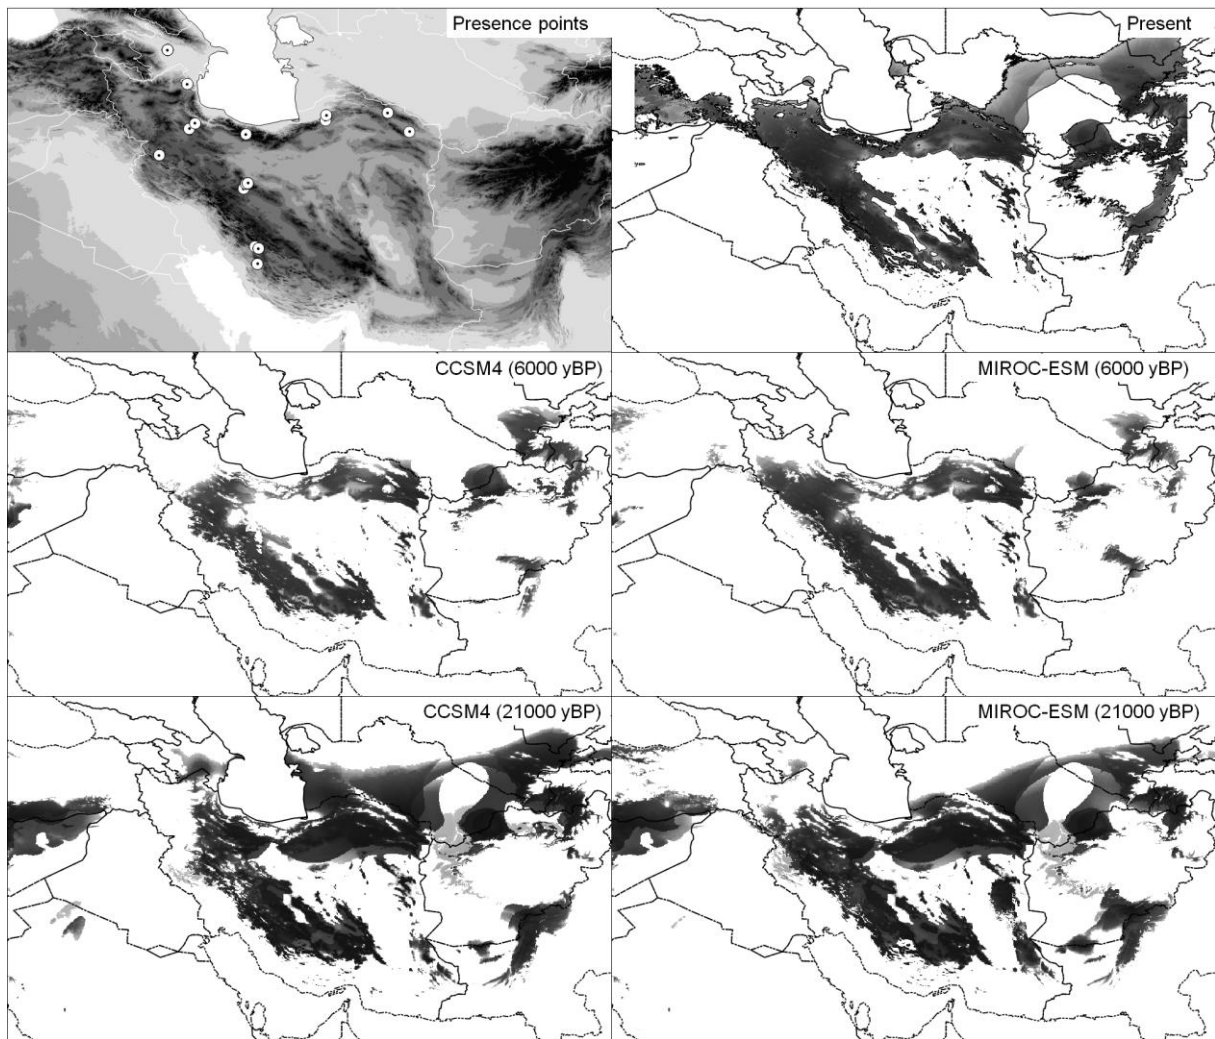 Presence points
Present
CCSM4 (6000 yBP)
MIROC-ESM (6000 yBP)
CCSM4 (21000 yBP)
MIROC-ESM (21000 yBP)